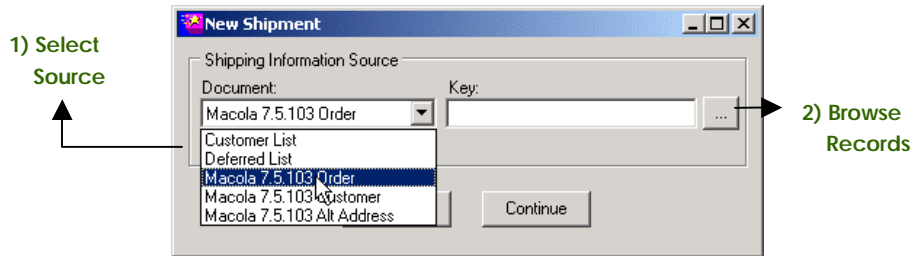 New Shipment
1) Select
Source
Shipping Information Source
Document:
Key:
Macola 7.5.103 Order
...
2) Browse
Records
Customer List
Deferred List
Macola 7.5.103 Order
Macola 7.5.103 Customer
Macola 7.5.103 Alt Address
Continue